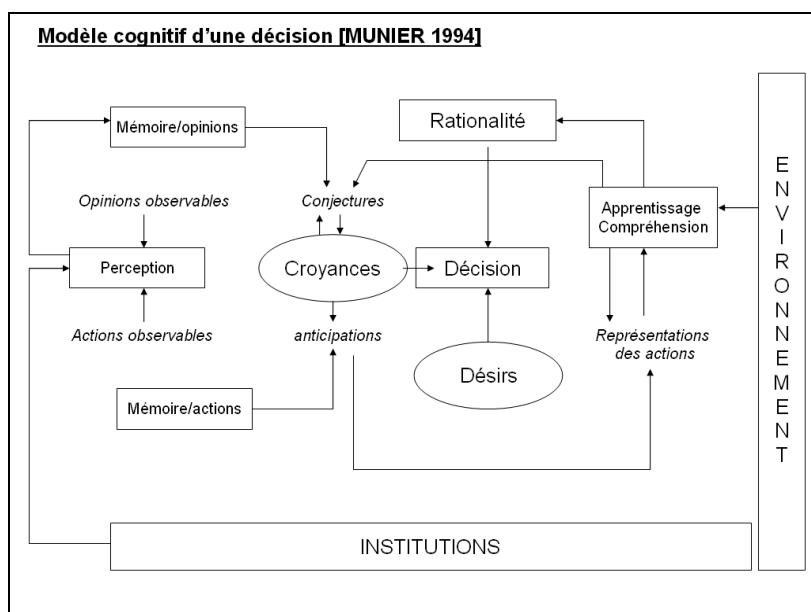 Modèle cognitif d'une décision [MUNIER 1994]
Mémoire/opinions
Rationalité
Opinions observables
Conjectures
Apprentissage
Compréhension
Perception
Croyances
Décision
Actions observables
anticipations
Représentations
des actions
Désirs
Mémoire/actions
INSTITUTIONS
ENVIRONNEMENT